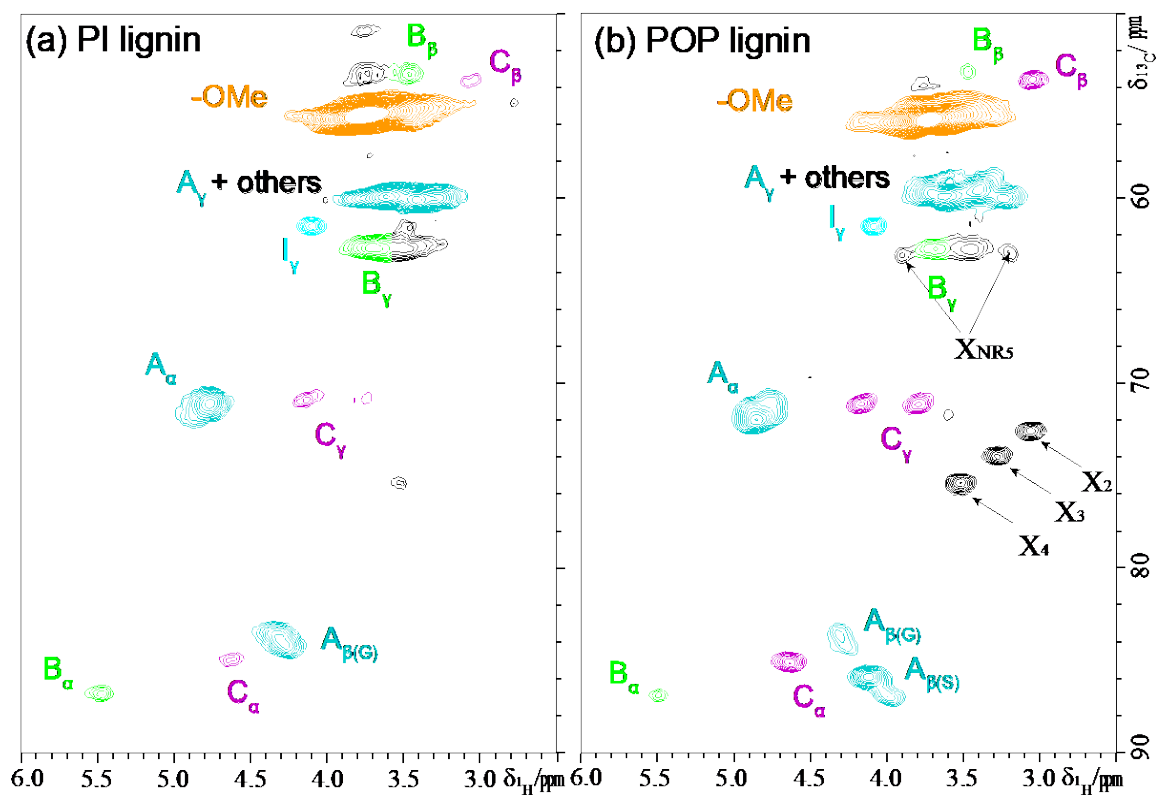 (a) PI lignin
Bβ
Cβ
-OMe
Aγ + others
Iγ
Bγ
Aα
Cγ
Aβ(G)
Bα
Cα
6.0 5.5 5.0 4.5 4.0 3.5 3.0 δ¹H/ppm
(b) POP lignin
Bβ
Cβ
-OMe
Aγ + others
Iγ
Bγ
XNR5
Aα
Cγ
X2
X3
X4
Aβ(G)
Aβ(S)
Bα
Cα
6.0 5.5 5.0 4.5 4.0 3.5 3.0 δ¹H/ppm
δ13C/ppm
60
70
80
90